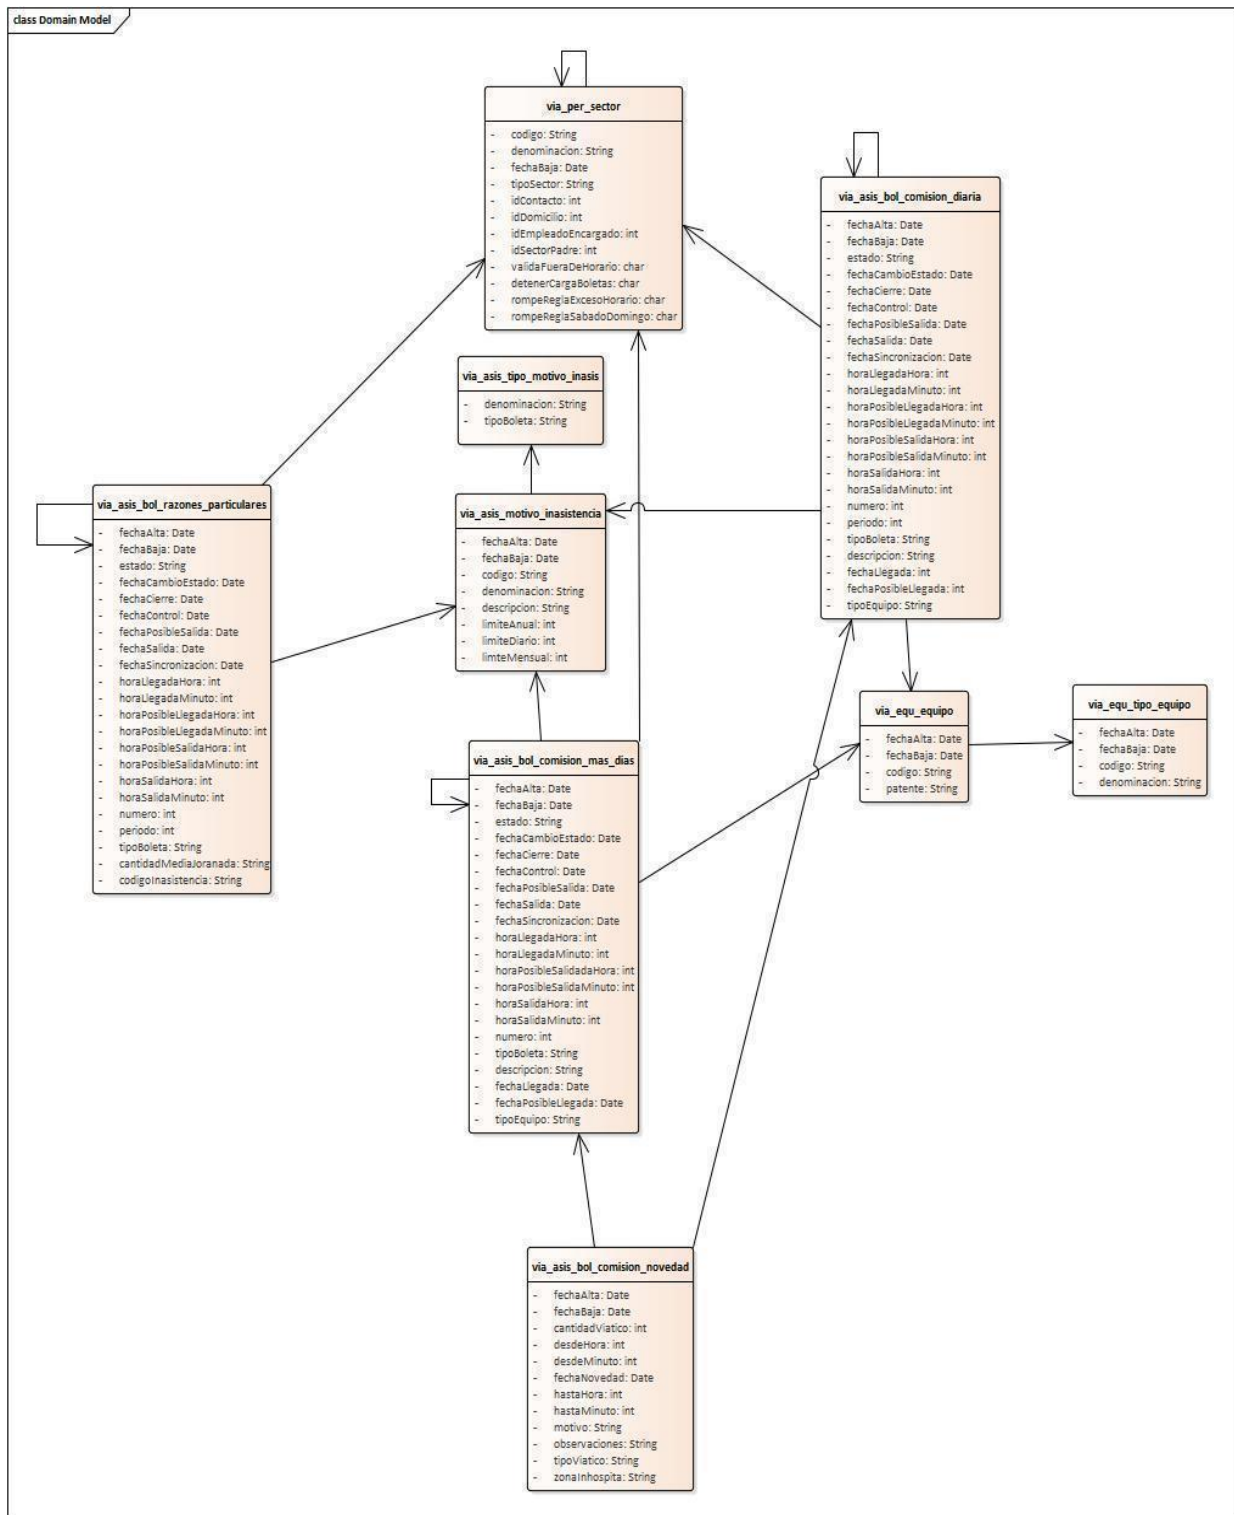 class Domain Model
via_per_sector
- codigo: String
- denominacion: String
- fechaBaja: Date
- tipoSector: String
- idContacto: int
- idDomicilio: int
- idEmpleadoEncargado: int
- idSectorPadre: int
- validaFueraDeHorario: char
- detenerCargaBoletas: char
- rompeReglaExcesoHorario: char
- rompeReglaSabadoDomingo: char
via_asis_bol_comision_diaria
- fechaAlta: Date
- fechaBaja: Date
- estado: String
- fechaCambioEstado: Date
- fechaCierre: Date
- fechaControl: Date
- fechaPosibleSalida: Date
- fechaSalida: Date
- fechaSincronizacion: Date
- horaLlegadaHora: int
- horaLlegadaMinuto: int
- horaPosibleLlegadaHora: int
- horaPosibleLlegadaMinuto: int
- horaPosibleSalidaHora: int
- horaPosibleSalidaMinuto: int
- horaSalidaHora: int
- horaSalidaMinuto: int
- numero: int
- periodo: int
- tipoBoleta: String
- descripcion: String
- fechaLlegada: int
- fechaPosibleLlegada: int
- tipoEquipo: String
via_asis_tipo_motivo_inasis
- denominacion: String
- tipoBoleta: String
via_asis_bol_razones_particulares
- fechaAlta: Date
- fechaBaja: Date
- estado: String
- fechaCambioEstado: Date
- fechaCierre: Date
- fechaControl: Date
- fechaPosibleSalida: Date
- fechaSalida: Date
- fechaSincronizacion: Date
- horaLlegadaHora: int
- horaLlegadaMinuto: int
- horaPosibleLlegadaHora: int
- horaPosibleLlegadaMinuto: int
- horaPosibleSalidaHora: int
- horaPosibleSalidaMinuto: int
- horaSalidaHora: int
- horaSalidaMinuto: int
- numero: int
- periodo: int
- tipoBoleta: String
- cantidadMediaJoranada: String
- codigoInasistencia: String
via_asis_motivo_inasistencia
- fechaAlta: Date
- fechaBaja: Date
- codigo: String
- denominacion: String
- descripcion: String
- limiteAnual: int
- limiteDiario: int
- limteMensual: int
via_equ_equipo
- fechaAlta: Date
- fechaBaja: Date
- codigo: String
- patente: String
via_equ_tipo_equipo
- fechaAlta: Date
- fechaBaja: Date
- codigo: String
- denominacion: String
via_asis_bol_comision_mas_dias
- fechaAlta: Date
- fechaBaja: Date
- estado: String
- fechaCambioEstado: Date
- fechaCierre: Date
- fechaControl: Date
- fechaPosibleSalida: Date
- fechaSalida: Date
- fechaSincronizacion: Date
- horaLlegadaHora: int
- horaLlegadaMinuto: int
- horaPosibleSalidadaHora: int
- horaPosibleSalidaMinuto: int
- horaSalidaHora: int
- horaSalidaMinuto: int
- numero: int
- tipoBoleta: String
- descripcion: String
- fechaLlegada: Date
- fechaPosibleLlegada: Date
- tipoEquipo: String
via_asis_bol_comision_novedad
- fechaAlta: Date
- fechaBaja: Date
- cantidadViatico: int
- desdeHora: int
- desdeMinuto: int
- fechaNovedad: Date
- hastaHora: int
- hastaMinuto: int
- motivo: String
- observaciones: String
- tipoViatico: String
- zonaInhospita: String